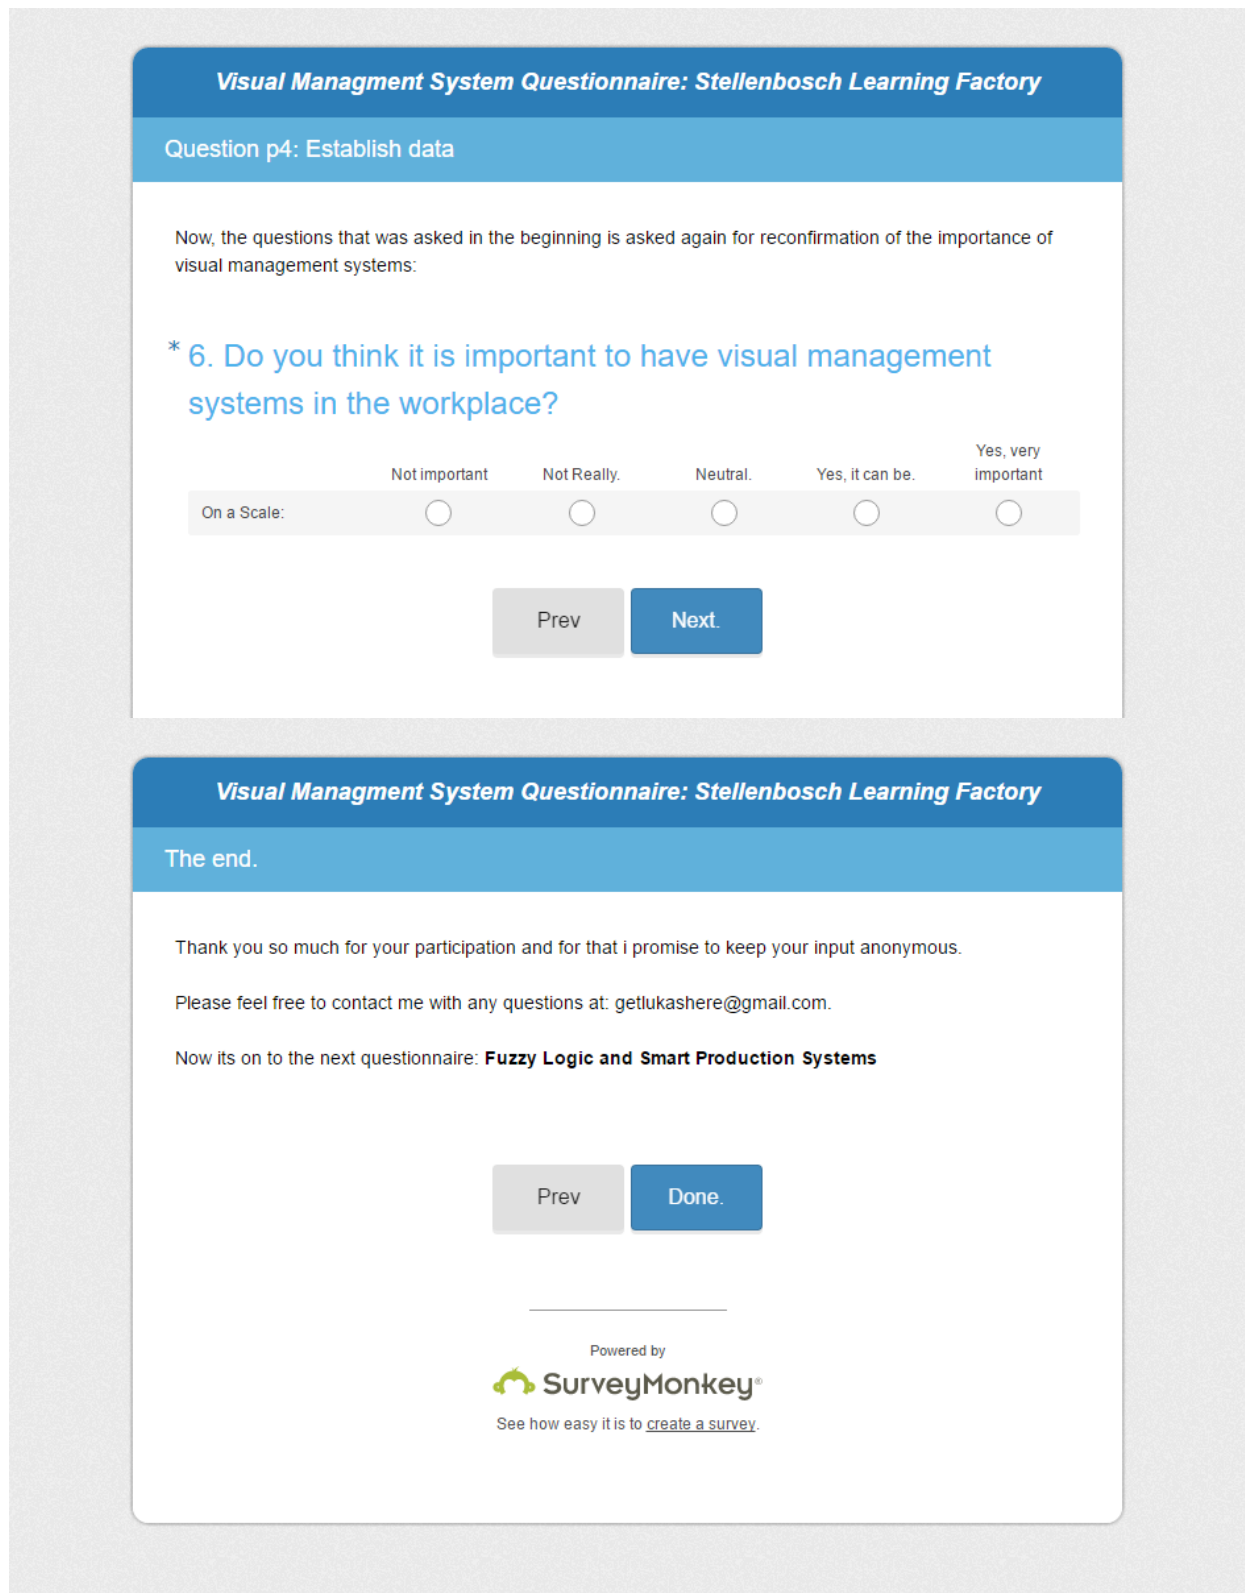 Visual Managment System Questionnaire: Stellenbosch Learning Factory
Question p4: Establish data
Now, the questions that was asked in the beginning is asked again for reconfirmation of the importance of
visual management systems:
* 6. Do you think it is important to have visual management
systems in the workplace?
Not important Not Really. Neutral. Yes, it can be. Yes, very
important
On a Scale:
Prev Next.
Visual Managment System Questionnaire: Stellenbosch Learning Factory
The end.
Thank you so much for your participation and for that i promise to keep your input anonymous.
Please feel free to contact me with any questions at: getlukashere@gmail.com.
Now its on to the next questionnaire: Fuzzy Logic and Smart Production Systems
Prev Done.
Powered by
SurveyMonkey®
See how easy it is to create a survey.